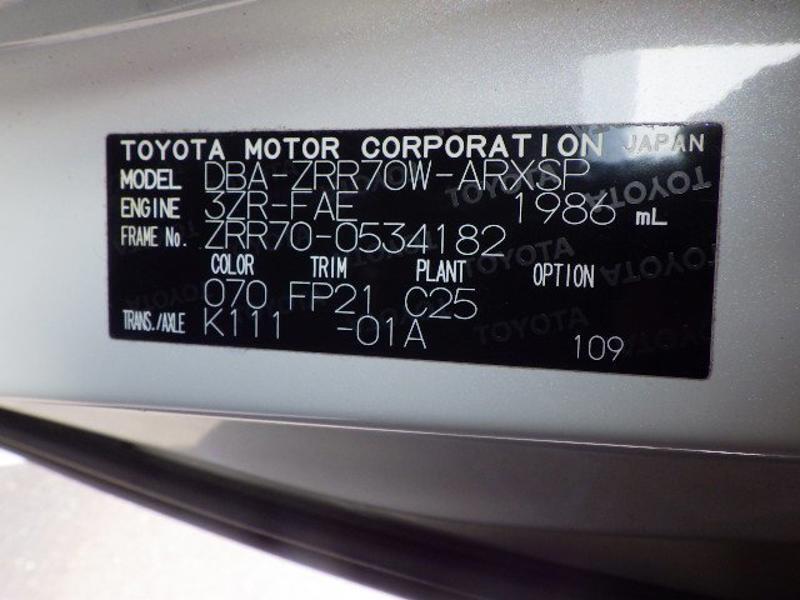 TOYOTA MOTOR CORPORATION JAPAN
MODEL DBA-ZRR70W-ARXSP
ENGINE 3ZR-FAE 1986 mL
FRAME No. ZRR70-0534182
COLOR TRIM PLANT OPTION
070 FP21 C25
TRANS./AXLE K111 -01A
109